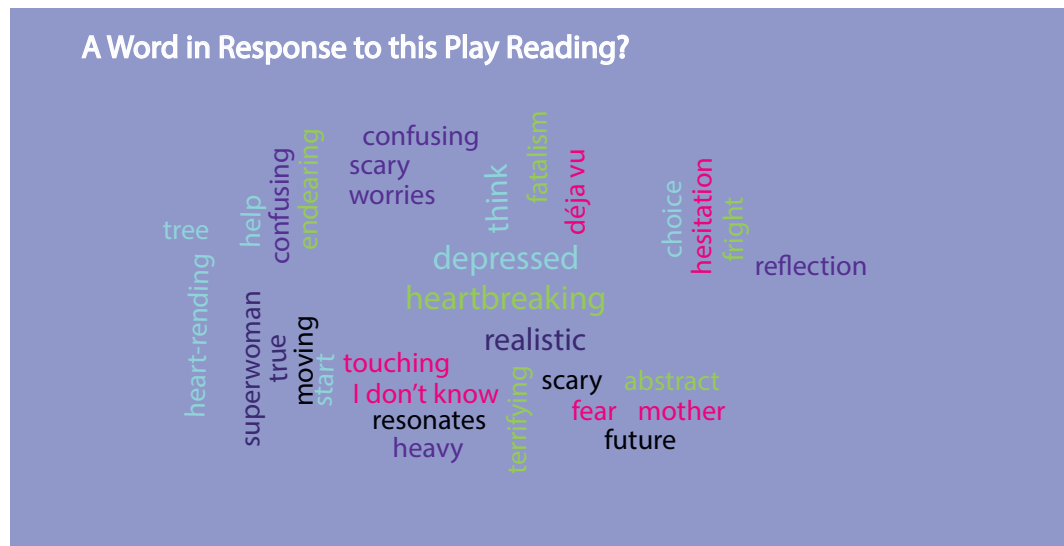 A Word in Response to this Play Reading?
confusing
scary
worries
endearing
confusing
help
tree
heart-rending
think
fatalism
déja vu
choice
hesitation
fright
reflection
depressed
heartbreaking
realistic
superwoman
true
moving
start
touching
I don't know
resonates
heavy
terrifying
scary
abstract
fear
mother
future